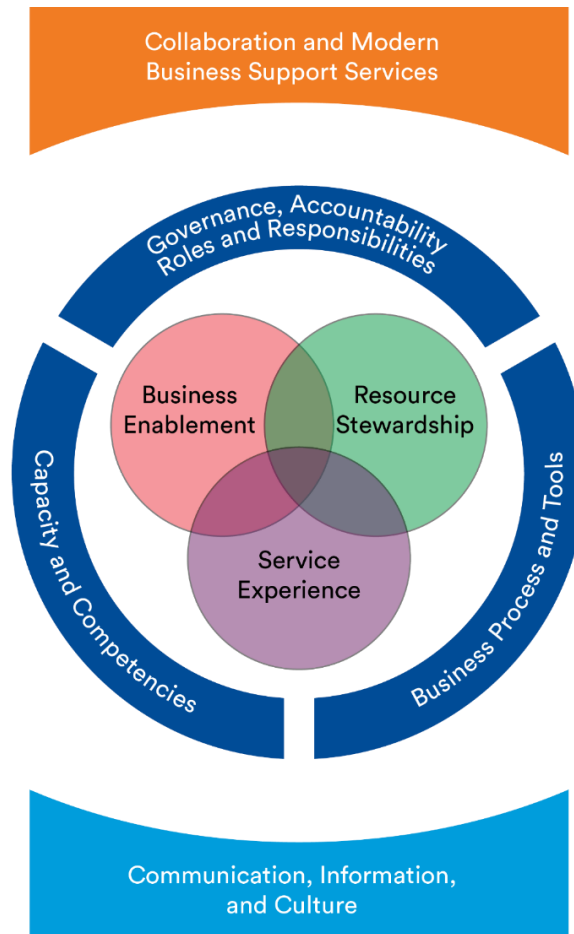 Collaboration and Modern
Business Support Services
Governance, Accountability
Roles and Responsibilities
Business
Enablement
Resource
Stewardship
Service
Experience
Capacity and Competencies
Business Process and Tools
Communication, Information,
and Culture